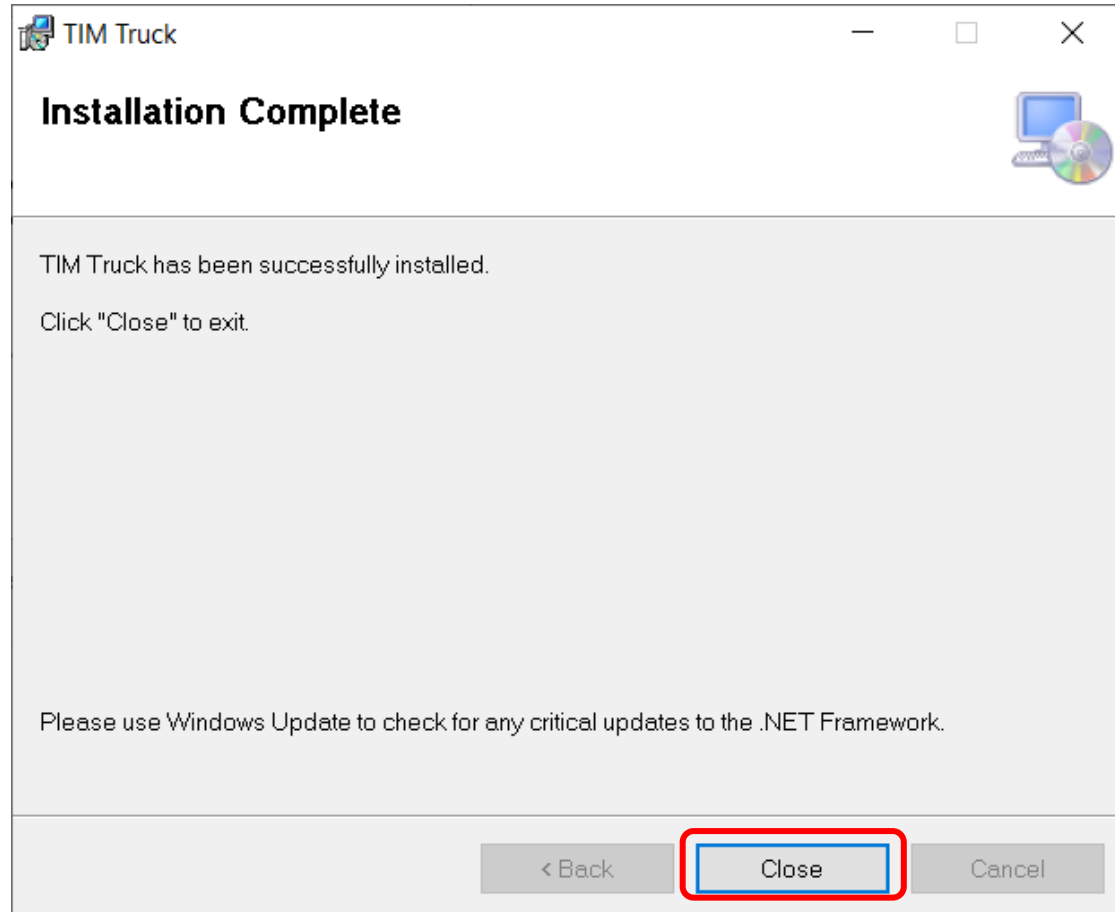 TIM Truck
Installation Complete
TIM Truck has been successfully installed.
Click "Close" to exit.
Please use Windows Update to check for any critical updates to the .NET Framework.
< Back
Close
Cancel